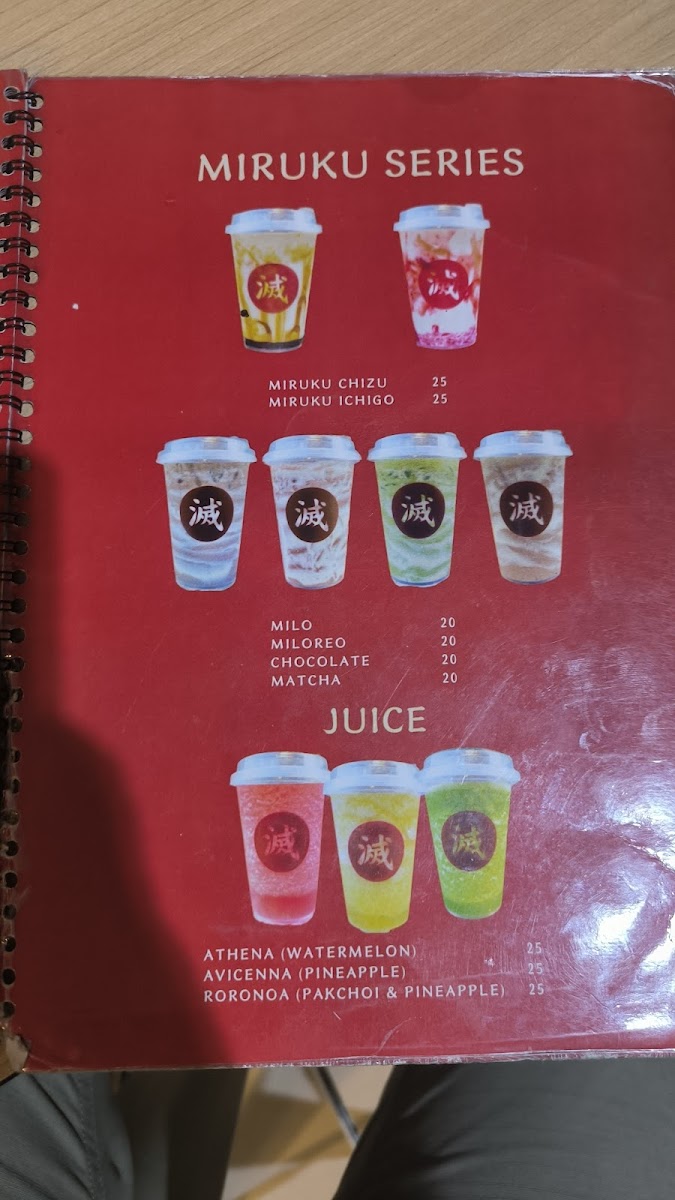 MIRUKU SERIES
滅 滅
MIRUKU CHIZU 25
MIRUKU ICHIGO 25
滅 滅 滅 滅
MILO 20
MILOREO 20
CHOCOLATE 20
MATCHA 20
JUICE
滅 滅 滅
ATHENA (WATERMELON) 25
AVICENNA (PINEAPPLE) 25
RORONOA (PAKCHOI & PINEAPPLE) 25